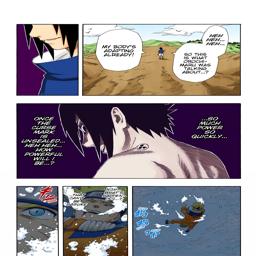 HEH
HEH...
HEH...
SO THIS
IS WHAT
OROCHI-
MARU WAS
TALKING
ABOUT...?
MY BODY'S
ADAPTING
ALREADY!
...SO
MUCH
POWER
SO
QUICKLY...
ONCE
THE
CURSE
MARK IS
UNSEALED...
HEH HEH...
HOW
POWERFUL
WILL I
BE...?